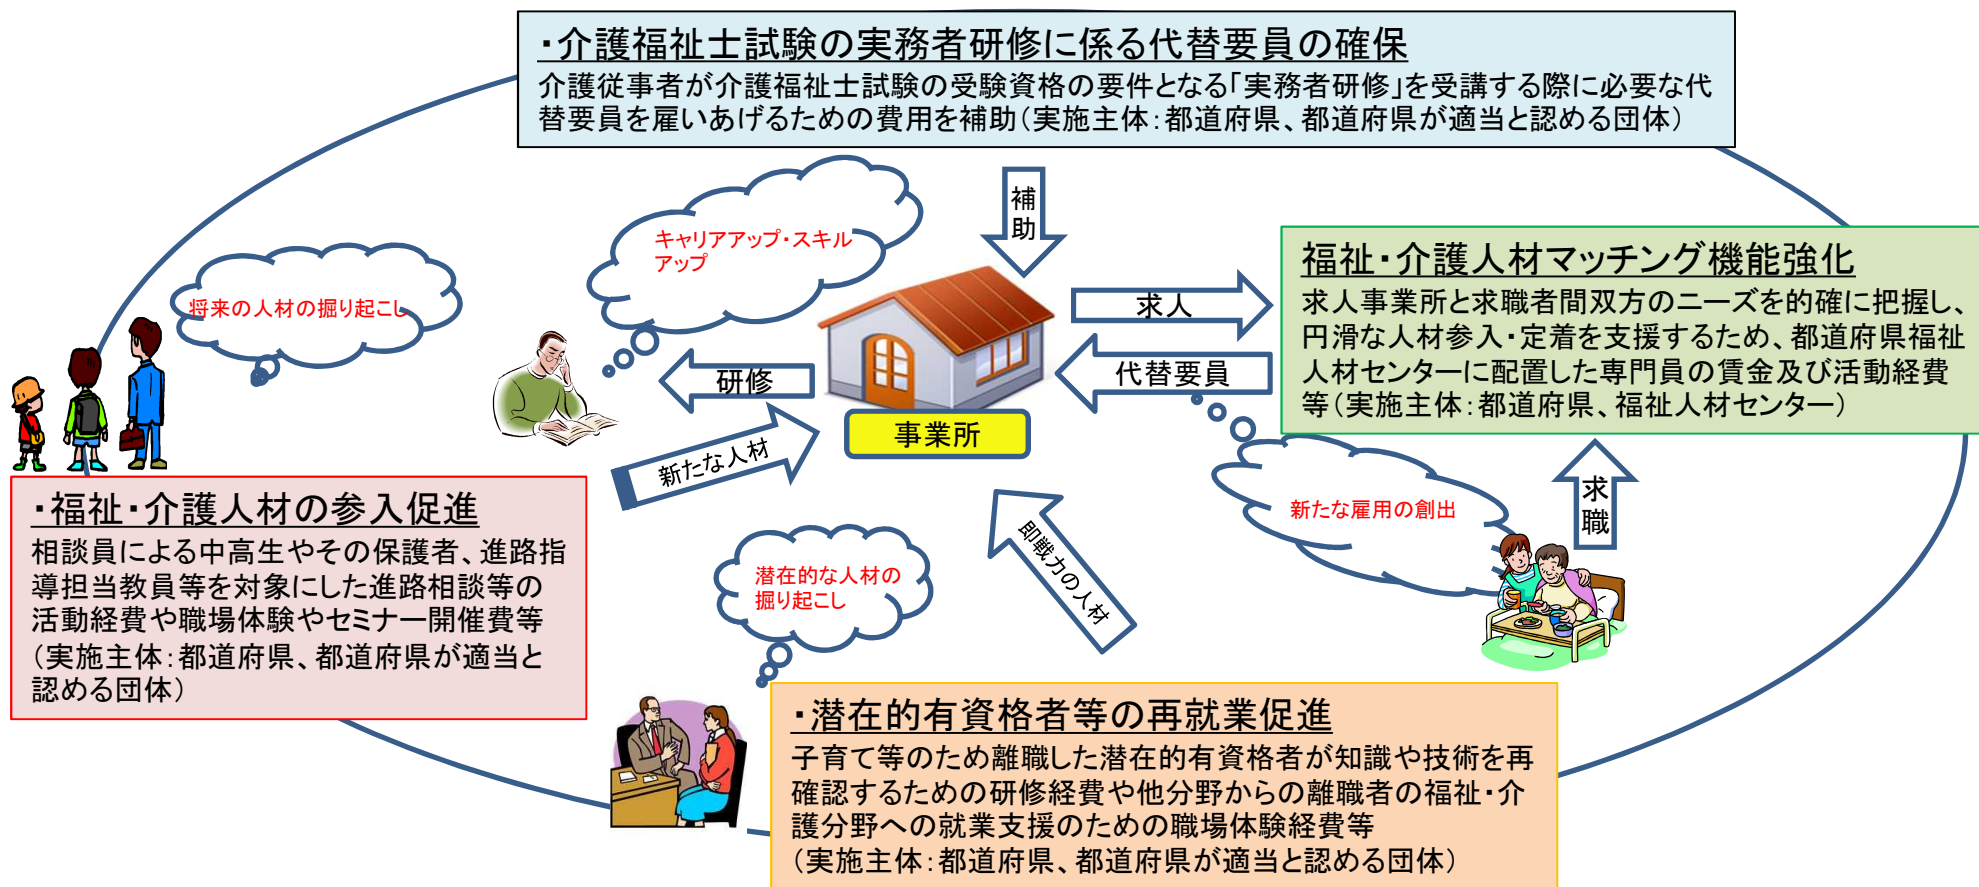 ・介護福祉士試験の実務者研修に係る代替要員の確保
介護従事者が介護福祉士試験の受験資格の要件となる「実務者研修」を受講する際に必要な代
替要員を雇いあげるための費用を補助(実施主体:都道府県、都道府県が適当と認める団体)
補
助
キャリアアップ・スキル
アップ
将来の人材の掘り起こし
福祉・介護人材マッチング機能強化
求人事業所と求職者間双方のニーズを的確に把握し、
円滑な人材参入・定着を支援するため、都道府県福祉
人材センターに配置した専門員の賃金及び活動経費
等(実施主体:都道府県、福祉人材センター)
求人
代替要員
研修
事業所
新たな人材
求
職
新たな雇用の創出
・福祉・介護人材の参入促進
相談員による中高生やその保護者、進路指
導担当教員等を対象にした進路相談等の
活動経費や職場体験やセミナー開催費等
(実施主体:都道府県、都道府県が適当と
認める団体)
潜在的な人材の
掘り起こし
即戦力の人材
・潜在的有資格者等の再就業促進
子育て等のため離職した潜在的有資格者が知識や技術を再
確認するための研修経費や他分野からの離職者の福祉・介
護分野への就業支援のための職場体験経費等
(実施主体:都道府県、都道府県が適当と認める団体)